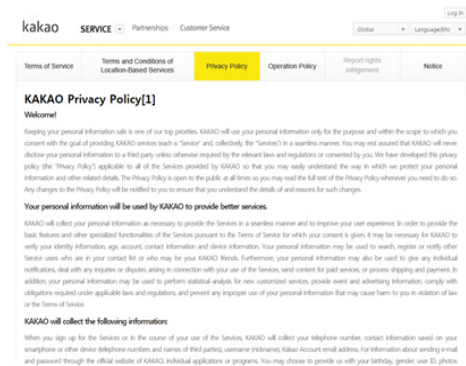 Log In
kakao SERVICE Partnerships Customer Service Global Language(EN)
Terms of Service Terms and Conditions of Location-Based Services Privacy Policy Operation Policy Report rights infringement Notice
KAKAO Privacy Policy[1]
Welcome!
Keeping your personal information safe is one of our top priorities. KAKAO will use your personal information only for the purpose and within the scope to which you
consent with the goal of providing KAKAO services (each a "Service" and, collectively, the "Services") in a seamless manner. You may rest assured that KAKAO will never
disclose your personal information to a third party unless otherwise required by the relevant laws and regulations or consented by you. We have developed this privacy
policy (the "Privacy Policy") applicable to all of the Services provided by KAKAO so that you may easily understand the way in which we protect your personal
information and other related details. The Privacy Policy is open to the public at all times so you may read the full text of the Privacy Policy whenever you need to do so.
Any changes to the Privacy Policy will be notified to you to ensure that you understand the details of and reasons for such changes.
Your personal information will be used by KAKAO to provide better services.
KAKAO will collect your personal information as necessary to provide the Services in a seamless manner and to improve your user experience. In order to provide the
basic features and other specialized functionalities of the Services pursuant to the Terms of Service for which your consent is given, it may be necessary for KAKAO to
verify your identity information, age, account, contact information and device information. Your personal information may be used to search, register or notify other
Service users who are in your contact list or who may be your KAKAO friends. Furthermore, your personal information may also be used to give any individual
notifications, deal with any inquiries or disputes arising in connection with your use of the Services, send content for paid services, or process shipping and payment. In
addition, your personal information may be used to perform statistical analysis for new customized services, provide event and advertising information, comply with
obligations required under applicable laws and regulations, and prevent any improper use of your personal information that may cause harm to you in violation of law
or the Terms of Service.
KAKAO will collect the following information:
When you sign up for the Services or in the course of your use of the Services, KAKAO will collect your telephone number, contact information saved on your
smartphone or other device (telephone numbers and names of third parties), username (nickname), Kakao Account email address, For information about sending e-mail
and password through the official website of KAKAO, individual applications or programs. You may choose to provide us with your birthday, gender, user ID, photos